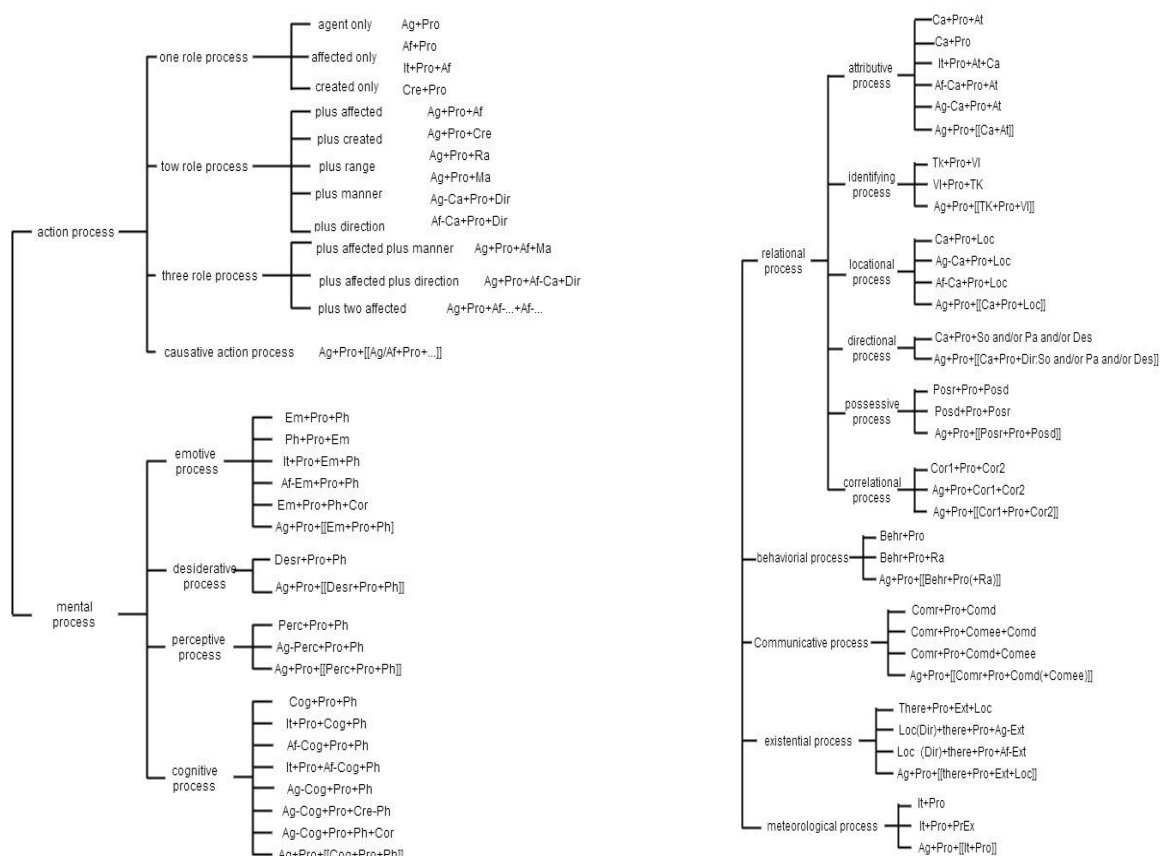 action process
one role process
agent only Ag+Pro
affected only Af+Pro
It+Pro+Af
created only Cre+Pro
tow role process
plus affected Ag+Pro+Af
plus created Ag+Pro+Cre
plus range Ag+Pro+Ra
plus manner Ag+Pro+Ma
Ag-Ca+Pro+Dir
plus direction Af-Ca+Pro+Dir
three role process
plus affected plus manner Ag+Pro+Af+Ma
plus affected plus direction Ag+Pro+Af-Ca+Dir
plus two affected Ag+Pro+Af-...+Af-...
causative action process Ag+Pro+[[Ag/Af+Pro+...]]
mental
process
emotive
process
Em+Pro+Ph
Ph+Pro+Em
It+Pro+Em+Ph
Af-Em+Pro+Ph
Em+Pro+Ph+Cor
Ag+Pro+[[Em+Pro+Ph]
desiderative
process
Desr+Pro+Ph
Ag+Pro+[[Desr+Pro+Ph]]
perceptive
process
Perc+Pro+Ph
Ag-Perc+Pro+Ph
Ag+Pro+[[Perc+Pro+Ph]]
cognitive
process
Cog+Pro+Ph
It+Pro+Cog+Ph
Af-Cog+Pro+Ph
It+Pro+Af-Cog+Ph
Ag-Cog+Pro+Ph
Ag-Cog+Pro+Cre-Ph
Ag-Cog+Pro+Ph+Cor
Ag+Pro+[[Cog+Pro+Ph]]
relational
process
attributive
process
Ca+Pro+At
Ca+Pro
It+Pro+At+Ca
Af-Ca+Pro+At
Ag-Ca+Pro+At
Ag+Pro+[[Ca+At]]
identifying
process
Tk+Pro+Vl
Vl+Pro+TK
Ag+Pro+[[TK+Pro+Vl]]
locational
process
Ca+Pro+Loc
Ag-Ca+Pro+Loc
Af-Ca+Pro+Loc
Ag+Pro+[[Ca+Pro+Loc]]
directional
process
Ca+Pro+So and/or Pa and/or Des
Ag+Pro+[[Ca+Pro+Dir:So and/or Pa and/or Des]]
possessive
process
Posr+Pro+Posd
Posd+Pro+Posr
Ag+Pro+[[Posr+Pro+Posd]]
correlational
process
Cor1+Pro+Cor2
Ag+Pro+Cor1+Cor2
Ag+Pro+[[Cor1+Pro+Cor2]]
behaviorial process
Behr+Pro
Behr+Pro+Ra
Ag+Pro+[[Behr+Pro(+Ra)]]
Communicative process
Comr+Pro+Comd
Comr+Pro+Comee+Comd
Comr+Pro+Comd+Comee
Ag+Pro+[[Comr+Pro+Comd(+Comee)]]
existential process
There+Pro+Ext+Loc
Loc(Dir)+there+Pro+Ag-Ext
Loc (Dir)+there+Pro+Af-Ext
Ag+Pro+[[there+Pro+Ext+Loc]]
meteorological process
It+Pro
It+Pro+PrEx
Ag+Pro+[[It+Pro]]